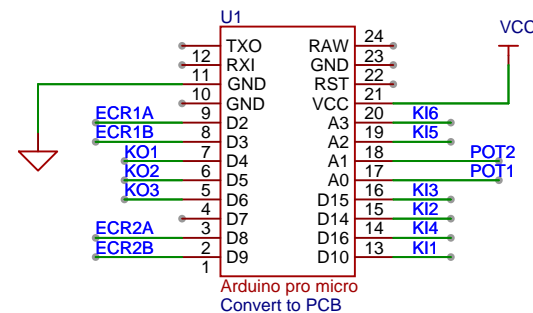 U1
VCC
TXO RAW 24
12 RXI GND 23
11 GND RST 22
10 GND VCC 21
ECR1A 9 D2 A3 20 KI6
ECR1B 8 D3 A2 19 KI5
KO1 7 D4 A1 18 POT2
KO2 6 D5 A0 17 POT1
KO3 5 D6 D15 16 KI3
4 D7 D14 15 KI2
ECR2A 3 D8 D16 14 KI4
ECR2B 2 D9 D10 13 KI1
1
Arduino pro micro
Convert to PCB